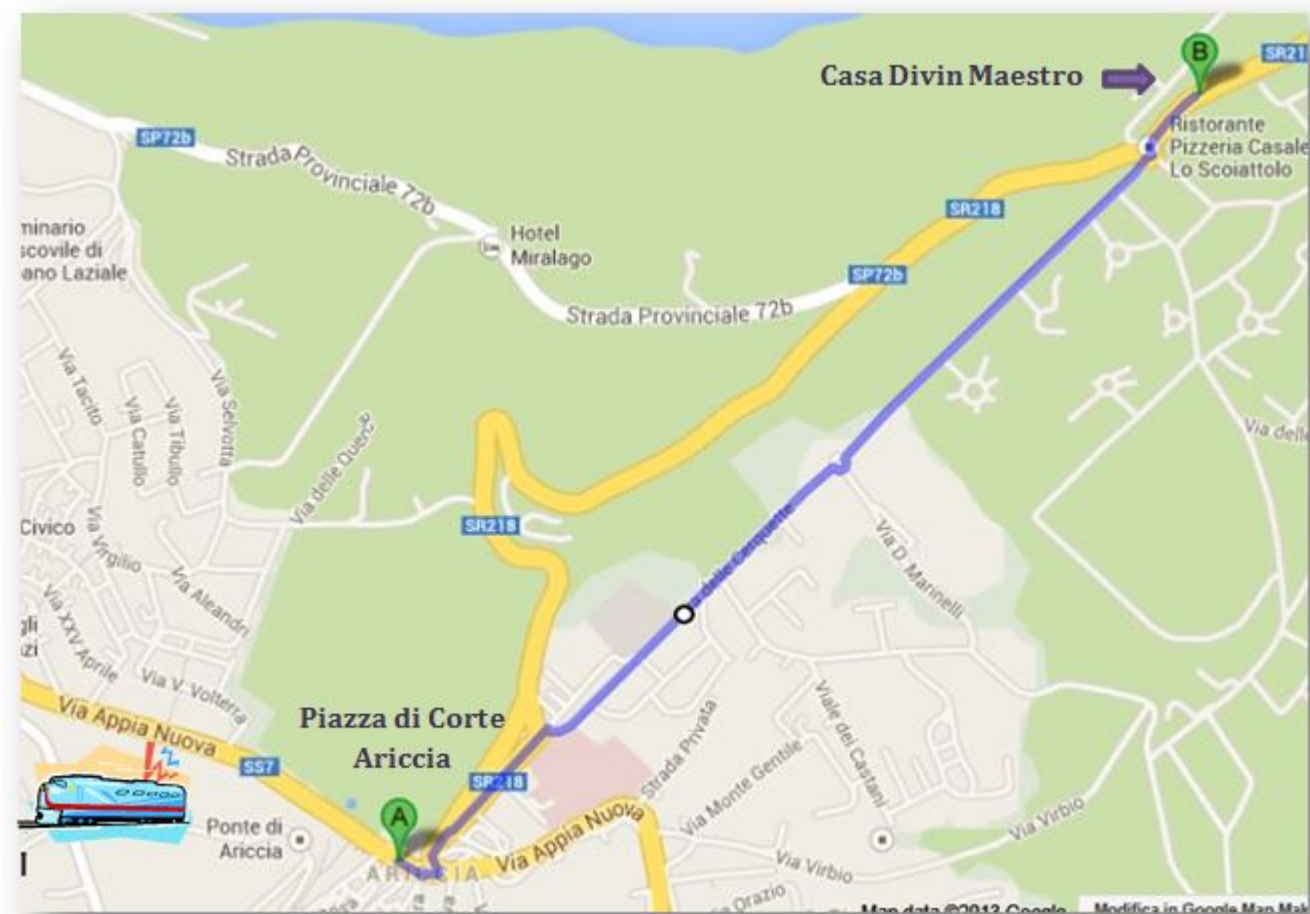 Casa Divin Maestro
B
SR21
SP72b
Strada Provinciale 72b
Ristorante
Pizzeria Casale
Lo Scoiattolo
SR218
minario
scovile di
ano Laziale
Hotel
Miralago
SP72b
Strada Provinciale 72b
Via Tacito
Via Catullo
Via Tibullo
Via Selvotta
Via delle Querce
Via delle
Civico
SR218
Via Virgilio
Via Aleandri
Via delle Cerquette
Via D. Marinelli
gli
zi
Via XXV Aprile
Via V. Volterra
Via Appia Nuova
SS7
Piazza di Corte
Ariccia
SR218
Strada Privata
Viale dei Castani
Via Monte Gentile
Via Virbio
A
Ponte di
Ariccia
ARICCIA
Via Appia Nuova
Via Virbio
Orazio
Map data ©2013 Google
Modifica in Google Map Mak